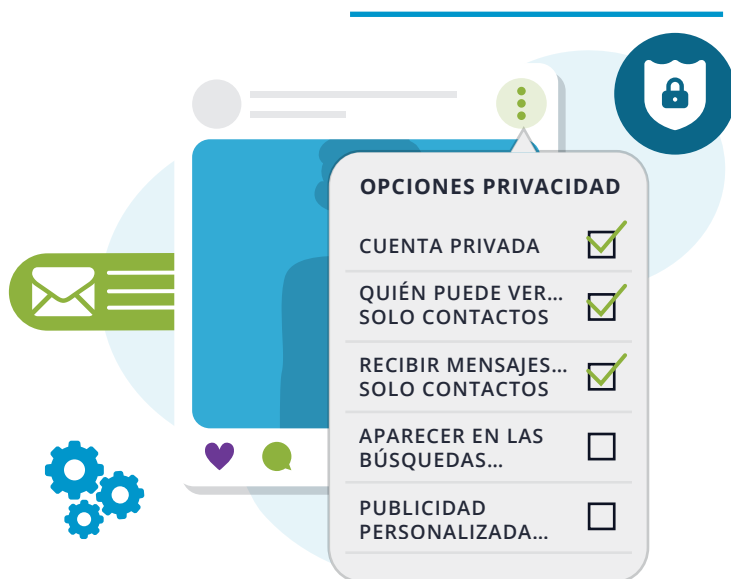 OPCIONES PRIVACIDAD
CUENTA PRIVADA
QUIÉN PUEDE VER...
SOLO CONTACTOS
RECIBIR MENSAJES...
SOLO CONTACTOS
APARECER EN LAS
BÚSQUEDAS...
PUBLICIDAD
PERSONALIZADA...